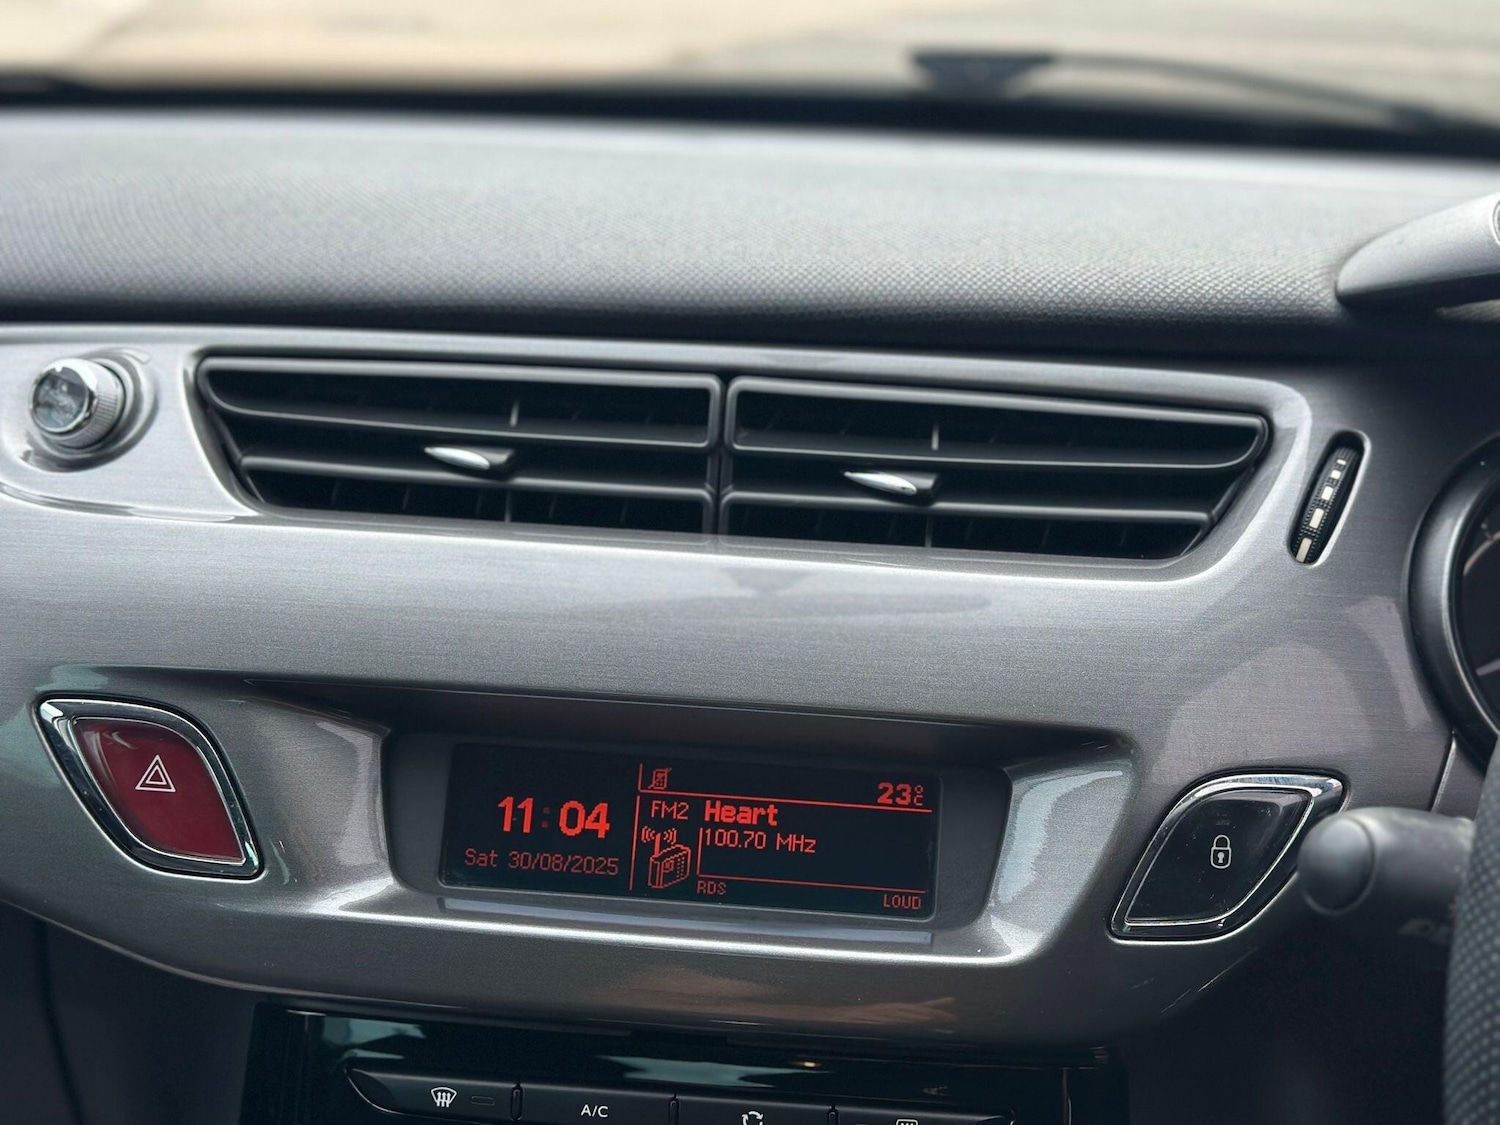 23°C
11:04
FM2 Heart
100.70 MHz
Sat 30/08/2025
RDS
LOUD
A/C